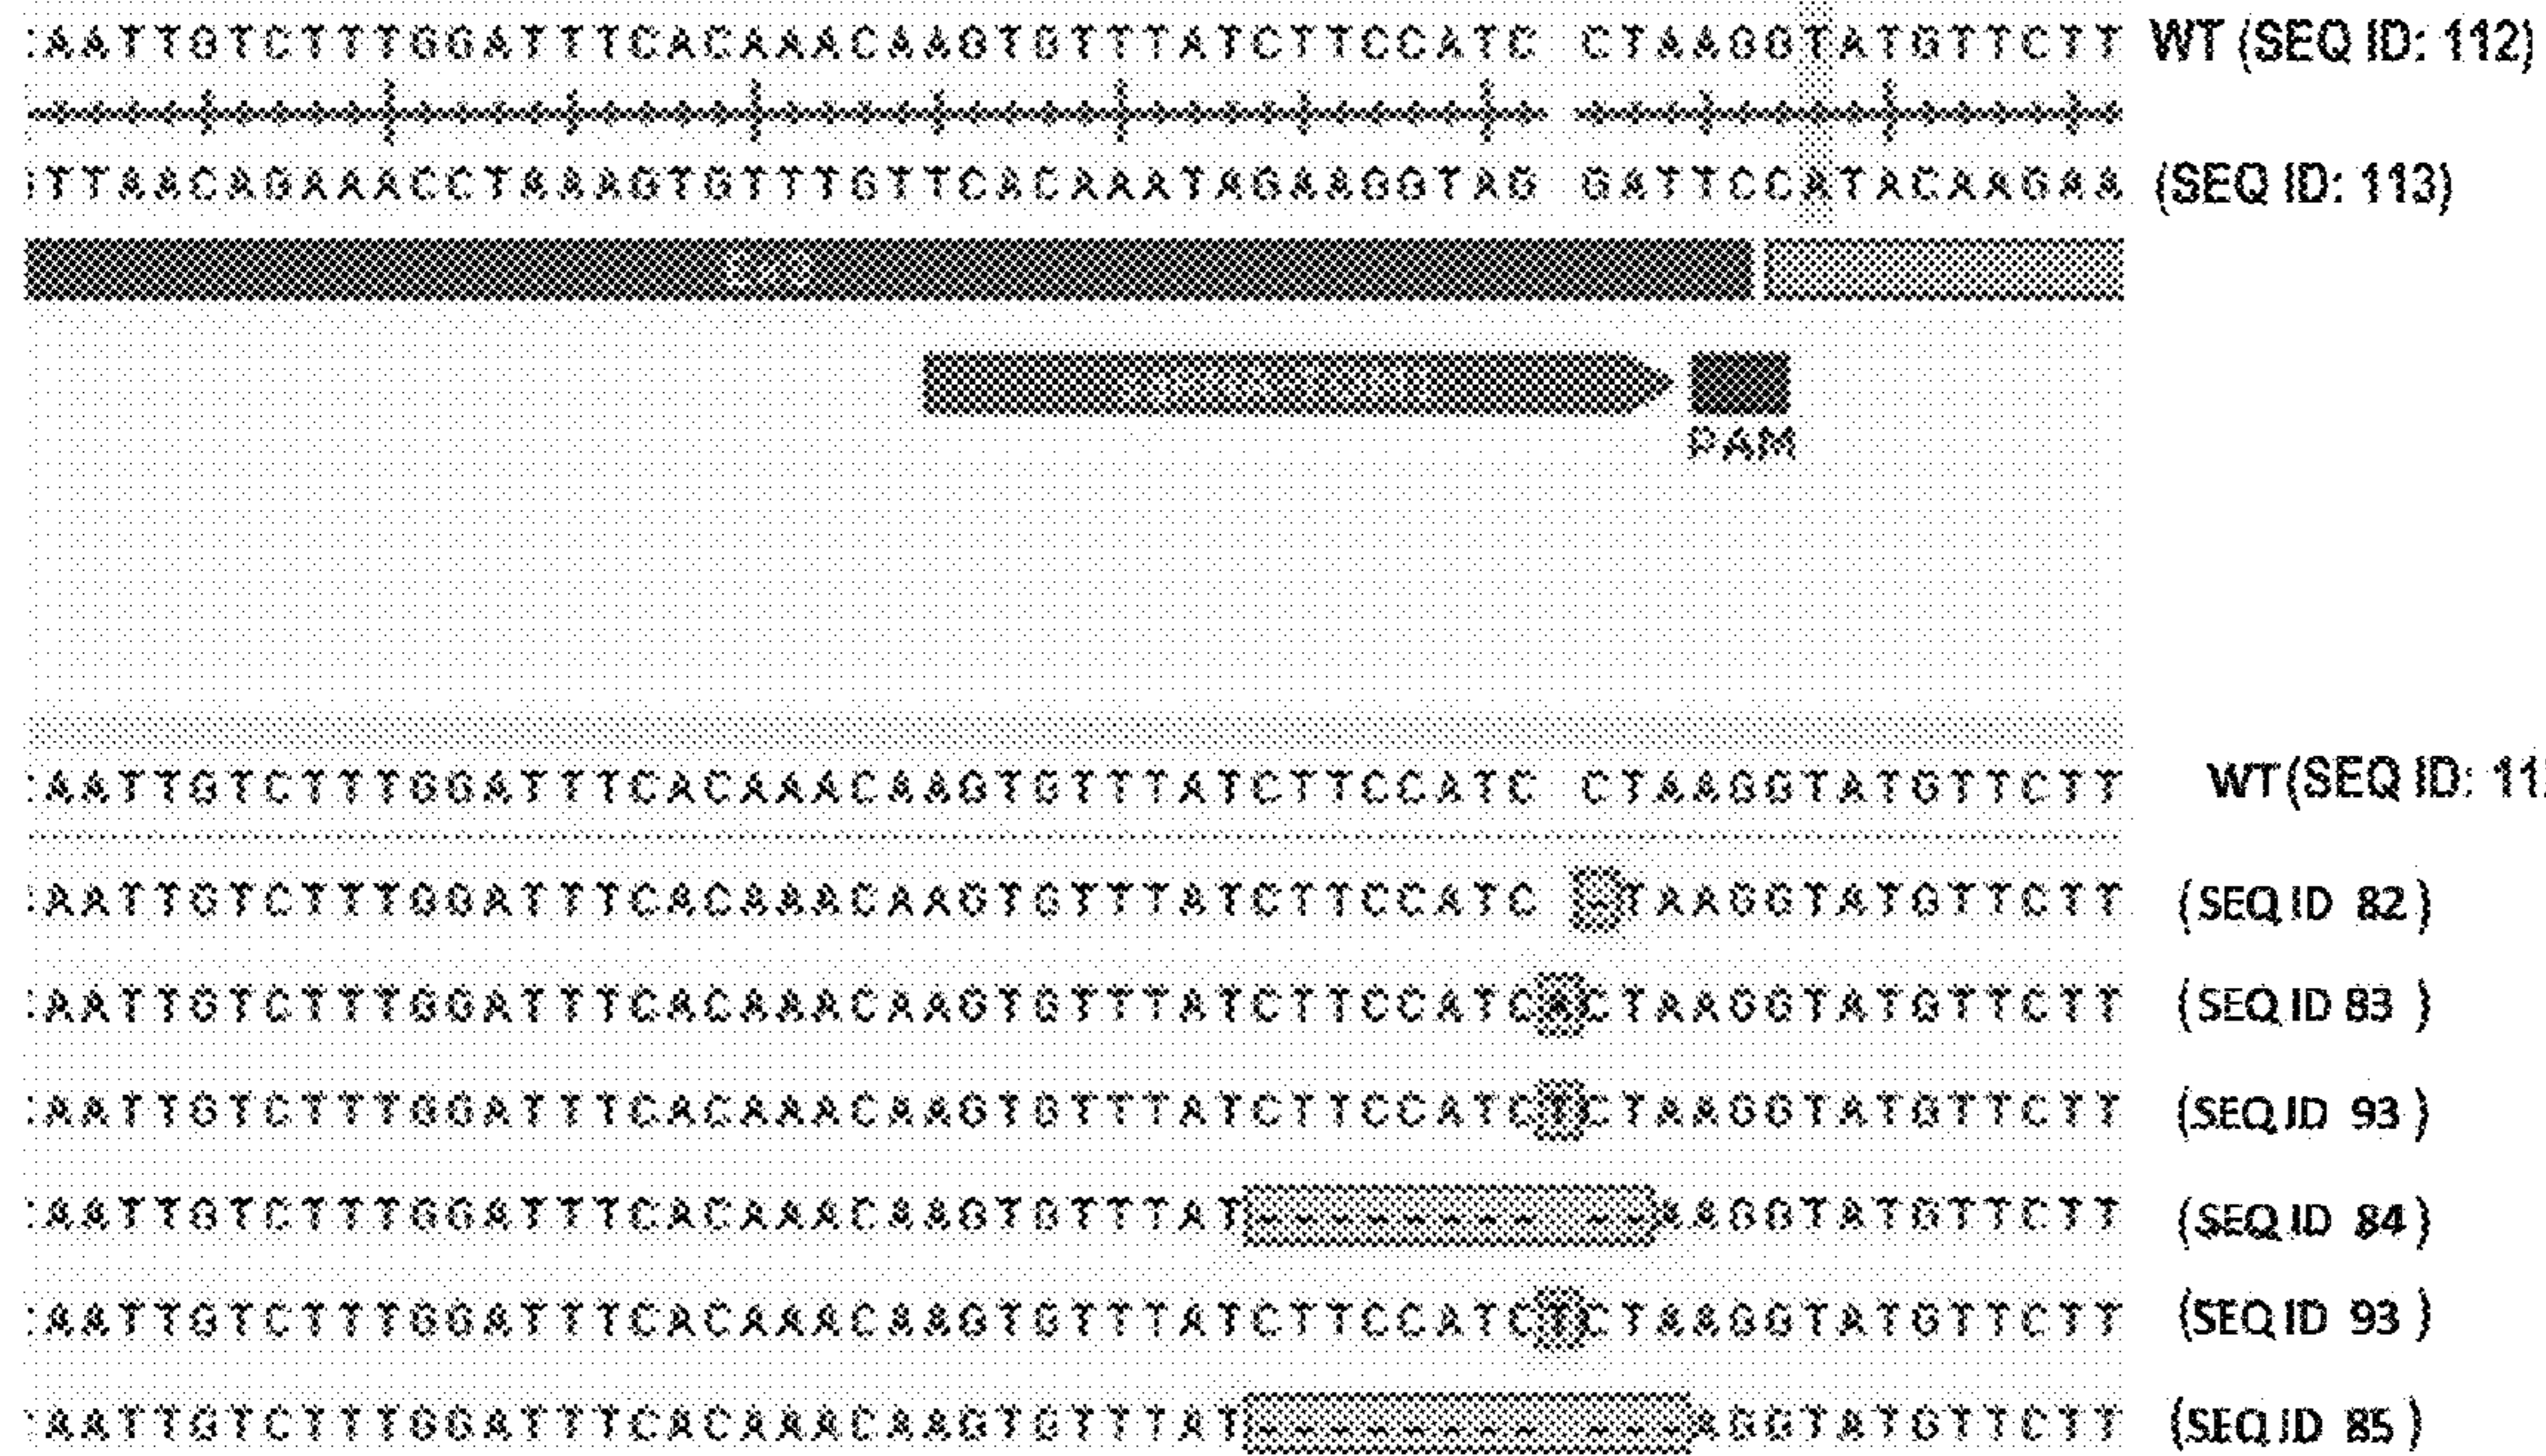 AATTGTCTTTGGATTTCACAAACAAGTGTTTATCTTCCATC CTAAGGTATGTTCTT WT (SEQ ID: 112)
TTAACAGAAACCTAAAGTGTTTGTTCACAAATAGAAGGTAG GATTCCATACAAGAA (SEQ ID: 113)
PAM
AATTGTCTTTGGATTTCACAAACAAGTGTTTATCTTCCATC CTAAGGTATGTTCTT WT (SEQ ID: 11
AATTGTCTTTGGATTTCACAAACAAGTGTTTATCTTCCATC -TAAGGTATGTTCTT (SEQ ID 82)
AATTGTCTTTGGATTTCACAAACAAGTGTTTATCTTCCATCACTAAGGTATGTTCTT (SEQ ID 83)
AATTGTCTTTGGATTTCACAAACAAGTGTTTATCTTCCATCTCTAAGGTATGTTCTT (SEQ ID 93)
AATTGTCTTTGGATTTCACAAACAAGTGTTTAT-------- --AAGGTATGTTCTT (SEQ ID 84)
AATTGTCTTTGGATTTCACAAACAAGTGTTTATCTTCCATCTCTAAGGTATGTTCTT (SEQ ID 93)
AATTGTCTTTGGATTTCACAAACAAGTGTTTAT-------- ---AGGTATGTTCTT (SEQ ID 85)